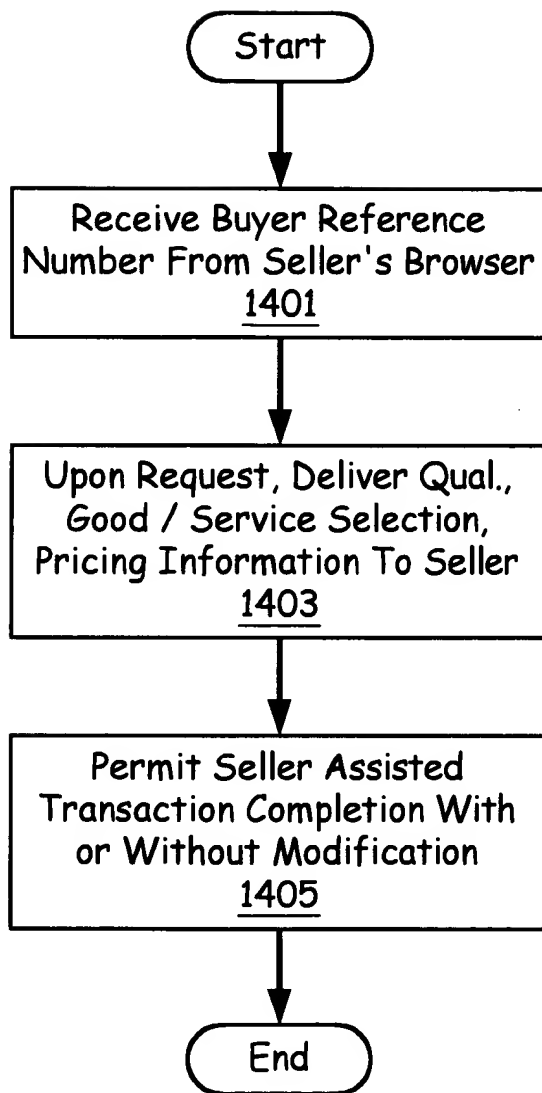 Start
Receive Buyer Reference
Number From Seller's Browser
1401
Upon Request, Deliver Qual.,
Good / Service Selection,
Pricing Information To Seller
1403
Permit Seller Assisted
Transaction Completion With
or Without Modification
1405
End